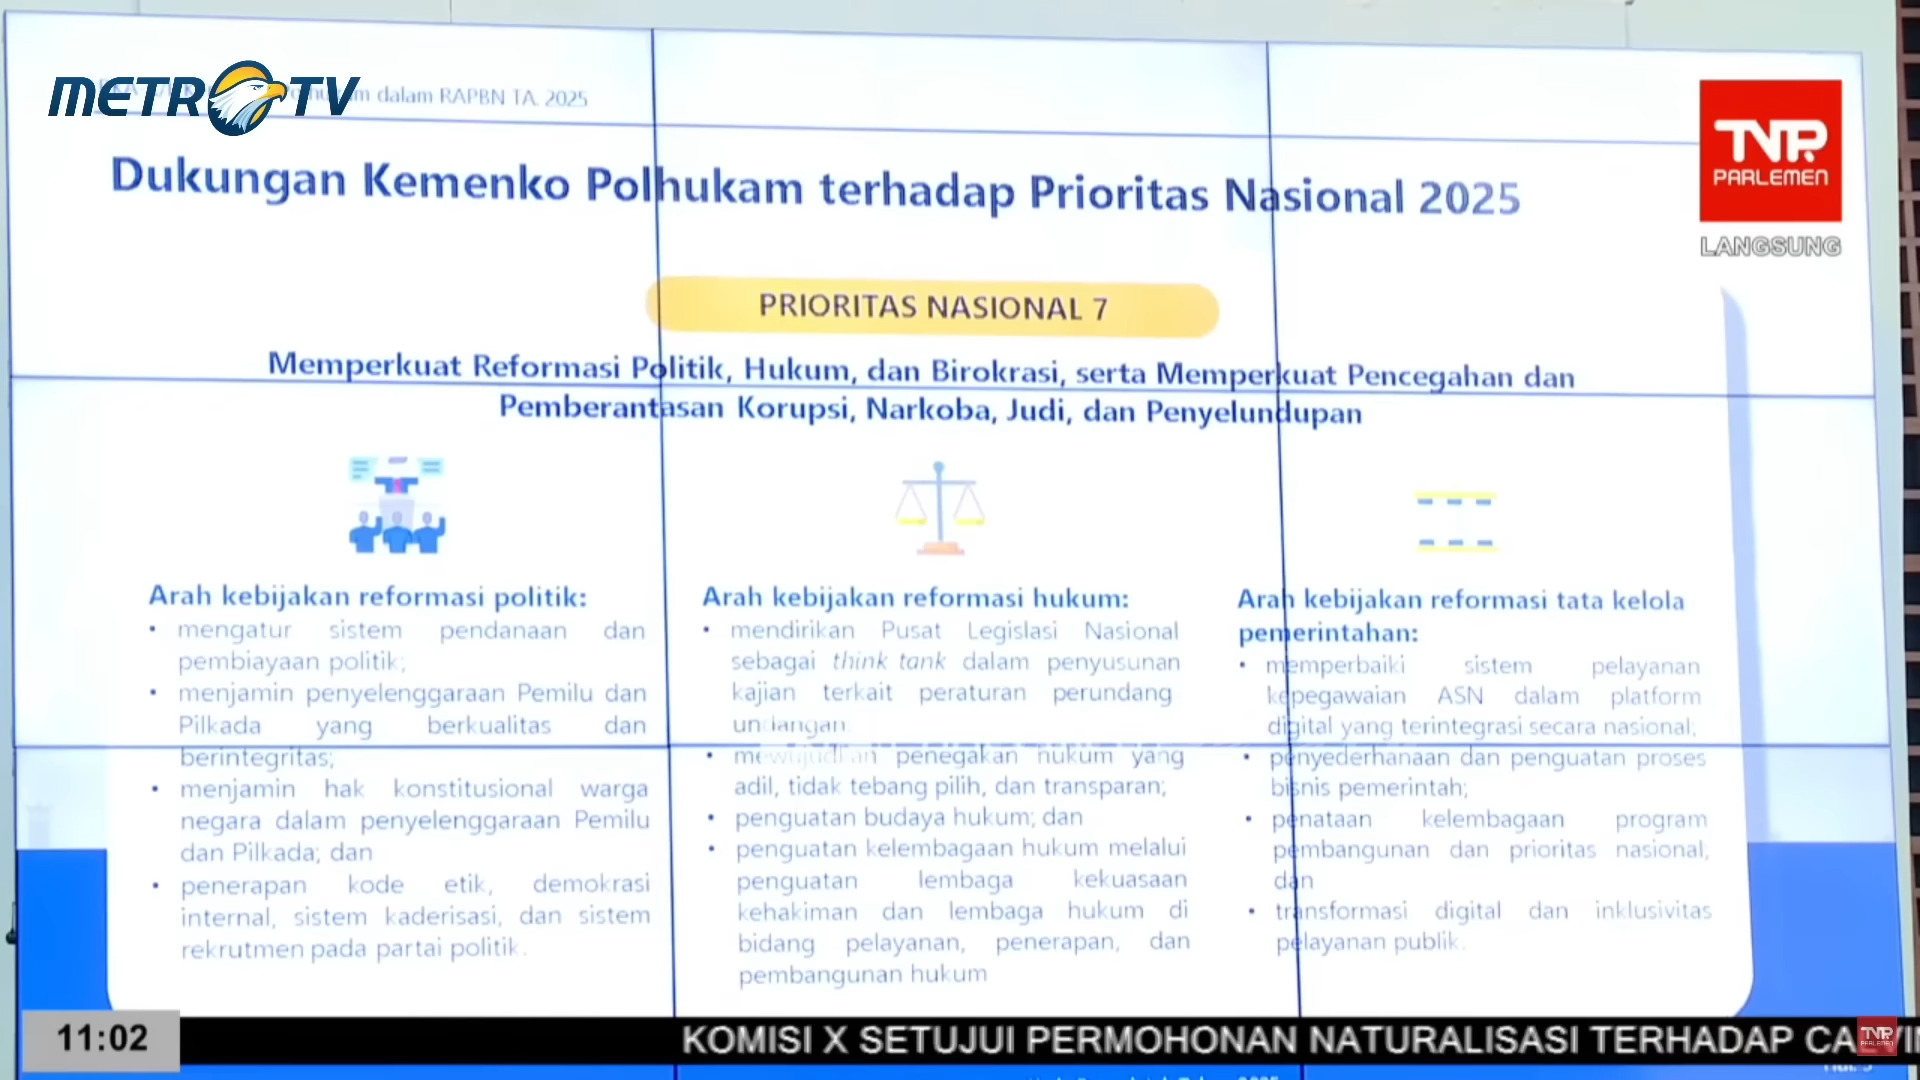 METRO TV
dalam RAPBN TA. 2025
TVR
PARLEMEN
LANGSUNG
Dukungan Kemenko Polhukam terhadap Prioritas Nasional 2025
PRIORITAS NASIONAL 7
Memperkuat Reformasi Politik, Hukum, dan Birokrasi, serta Memperkuat Pencegahan dan
Pemberantasan Korupsi, Narkoba, Judi, dan Penyelundupan
Arah kebijakan reformasi politik:
• mengatur sistem pendanaan dan
pembiayaan politik;
• menjamin penyelenggaraan Pemilu dan
Pilkada yang berkualitas dan
berintegritas;
• menjamin hak konstitusional warga
negara dalam penyelenggaraan Pemilu
dan Pilkada; dan
• penerapan kode etik, demokrasi
internal, sistem kaderisasi, dan sistem
rekrutmen pada partai politik.
Arah kebijakan reformasi hukum:
• mendirikan Pusat Legislasi Nasional
sebagai think tank dalam penyusunan
kajian terkait peraturan perundang
undangan
• mewujudkan penegakan hukum yang
adil, tidak tebang pilih, dan transparan;
• penguatan budaya hukum; dan
• penguatan kelembagaan hukum melalui
penguatan lembaga kekuasaan
kehakiman dan lembaga hukum di
bidang pelayanan, penerapan, dan
pembangunan hukum
Arah kebijakan reformasi tata kelola
pemerintahan:
• memperbaiki sistem pelayanan
kepegawaian ASN dalam platform
digital yang terintegrasi secara nasional;
• penyederhanaan dan penguatan proses
bisnis pemerintah;
• penataan kelembagaan program
pembangunan dan prioritas nasional;
dan
• transformasi digital dan inklusivitas
pelayanan publik.
11:02
KOMISI X SETUJUI PERMOHONAN NATURALISASI TERHADAP
TVR
PARLEMEN